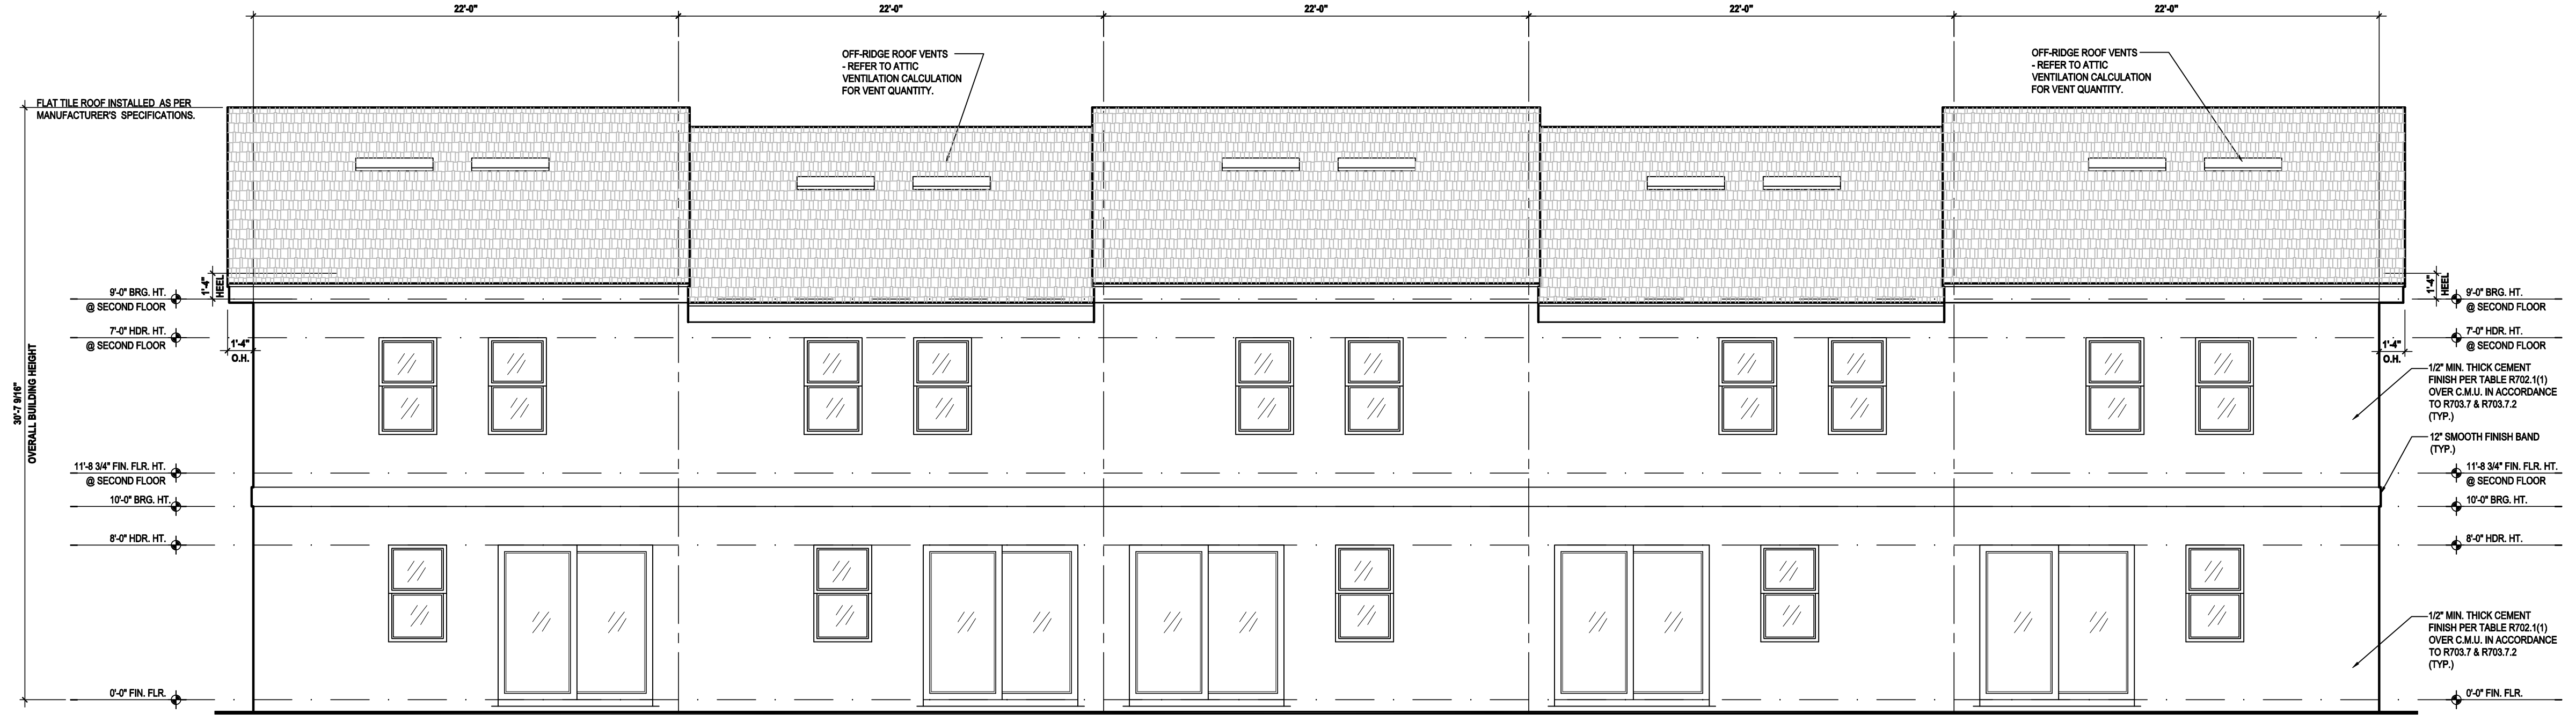 22'-0"
22'-0"
22'-0"
22'-0"
22'-0"
OFF-RIDGE ROOF VENTS
- REFER TO ATTIC
VENTILATION CALCULATION
FOR VENT QUANTITY.
OFF-RIDGE ROOF VENTS
- REFER TO ATTIC
VENTILATION CALCULATION
FOR VENT QUANTITY.
FLAT TILE ROOF INSTALLED AS PER
MANUFACTURER'S SPECIFICATIONS.
30'-7 9/16"
OVERALL BUILDING HEIGHT
1'-4"
HEEL
9'-0" BRG. HT.
@ SECOND FLOOR
7'-0" HDR. HT.
@ SECOND FLOOR
1'-4"
O.H.
11'-8 3/4" FIN. FLR. HT.
@ SECOND FLOOR
10'-0" BRG. HT.
8'-0" HDR. HT.
0'-0" FIN. FLR.
1'-4"
HEEL
9'-0" BRG. HT.
@ SECOND FLOOR
7'-0" HDR. HT.
@ SECOND FLOOR
1'-4"
O.H.
1/2" MIN. THICK CEMENT
FINISH PER TABLE R702.1(1)
OVER C.M.U. IN ACCORDANCE
TO R703.7 & R703.7.2
(TYP.)
12" SMOOTH FINISH BAND
(TYP.)
11'-8 3/4" FIN. FLR. HT.
@ SECOND FLOOR
10'-0" BRG. HT.
8'-0" HDR. HT.
1/2" MIN. THICK CEMENT
FINISH PER TABLE R702.1(1)
OVER C.M.U. IN ACCORDANCE
TO R703.7 & R703.7.2
(TYP.)
0'-0" FIN. FLR.